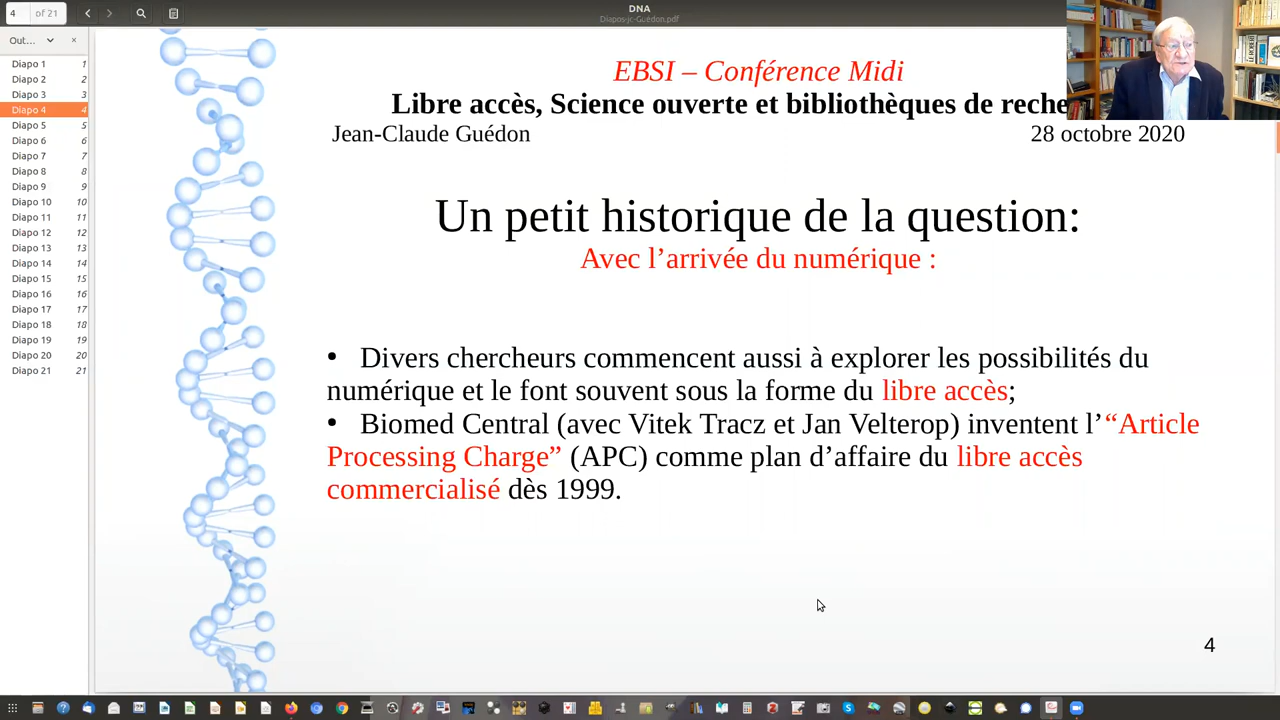 4 of 21
DNA
Diapos-jc-Guédon.pdf
Out...
Diapo 1 1
Diapo 2 2
Diapo 3 3
Diapo 4 4
Diapo 5 5
Diapo 6 6
Diapo 7 7
Diapo 8 8
Diapo 9 9
Diapo 10 10
Diapo 11 11
Diapo 12 12
Diapo 13 13
Diapo 14 14
Diapo 15 15
Diapo 16 16
Diapo 17 17
Diapo 18 18
Diapo 19 19
Diapo 20 20
Diapo 21 21
EBSI – Conférence Midi
Libre accès, Science ouverte et bibliothèques de reche
Jean-Claude Guédon 28 octobre 2020
Un petit historique de la question:
Avec l’arrivée du numérique :
• Divers chercheurs commencent aussi à explorer les possibilités du
numérique et le font souvent sous la forme du libre accès;
• Biomed Central (avec Vitek Tracz et Jan Velterop) inventent l’“Article
Processing Charge” (APC) comme plan d’affaire du libre accès
commercialisé dès 1999.
4